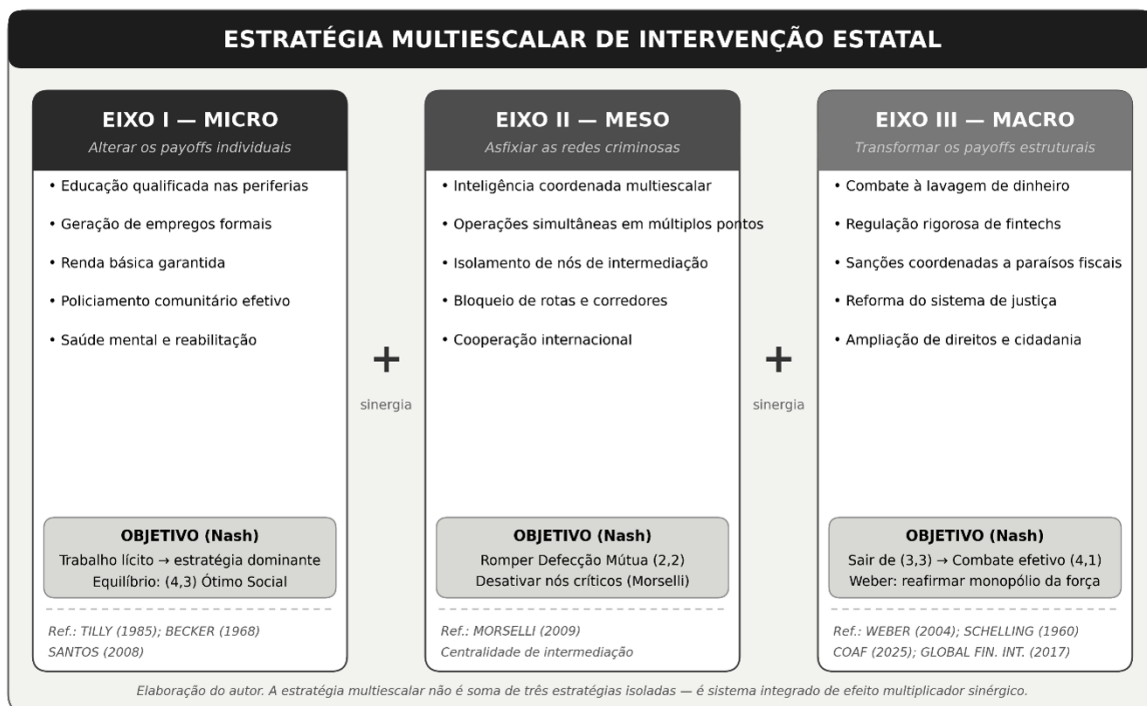 ESTRATÉGIA MULTIESCALAR DE INTERVENÇÃO ESTATAL
EIXO I — MICRO
Alterar os payoffs individuais
• Educação qualificada nas periferias
• Geração de empregos formais
• Renda básica garantida
• Policiamento comunitário efetivo
• Saúde mental e reabilitação
OBJETIVO (Nash)
Trabalho lícito → estratégia dominante
Equilíbrio: (4,3) Ótimo Social
Ref.: TILLY (1985); BECKER (1968)
SANTOS (2008)
+
sinergia
EIXO II — MESO
Asfixiar as redes criminosas
• Inteligência coordenada multiescalar
• Operações simultâneas em múltiplos pontos
• Isolamento de nós de intermediação
• Bloqueio de rotas e corredores
• Cooperação internacional
OBJETIVO (Nash)
Romper Defecção Mútua (2,2)
Desativar nós críticos (Morselli)
Ref.: MORSELLI (2009)
Centralidade de intermediação
+
sinergia
EIXO III — MACRO
Transformar os payoffs estruturais
• Combate à lavagem de dinheiro
• Regulação rigorosa de fintechs
• Sanções coordenadas a paraísos fiscais
• Reforma do sistema de justiça
• Ampliação de direitos e cidadania
OBJETIVO (Nash)
Sair de (3,3) → Combate efetivo (4,1)
Weber: reafirmar monopólio da força
Ref.: WEBER (2004); SCHELLING (1960)
COAF (2025); GLOBAL FIN. INT. (2017)
Elaboração do autor. A estratégia multiescalar não é soma de três estratégias isoladas — é sistema integrado de efeito multiplicador sinérgico.